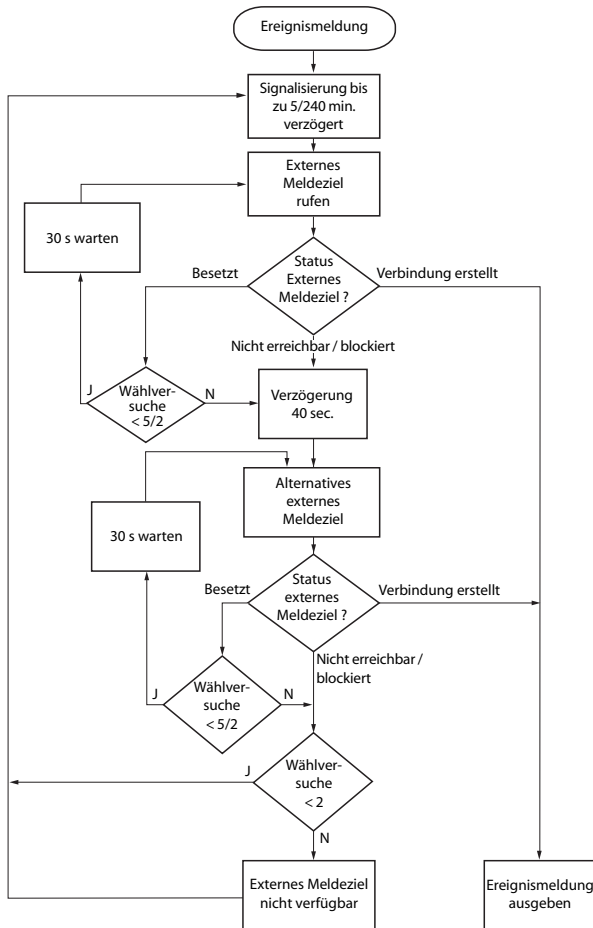 Ereignismeldung
Signalisierung bis
zu 5/240 min.
verzögert
Externes
Meldeziel
rufen
30 s warten
Status
Externes
Meldeziel ?
Besetzt
Verbindung erstellt
Nicht erreichbar / blockiert
Wählver-
suche
< 5/2
J
N
Verzögerung
40 sec.
Alternatives
externes
Meldeziel
30 s warten
Status
externes
Meldeziel ?
Besetzt
Verbindung erstellt
Nicht erreichbar /
blockiert
Wählver-
suche
< 5/2
J
N
Wählver-
suche
< 2
J
N
Externes Meldeziel
nicht verfügbar
Ereignismeldung
ausgeben